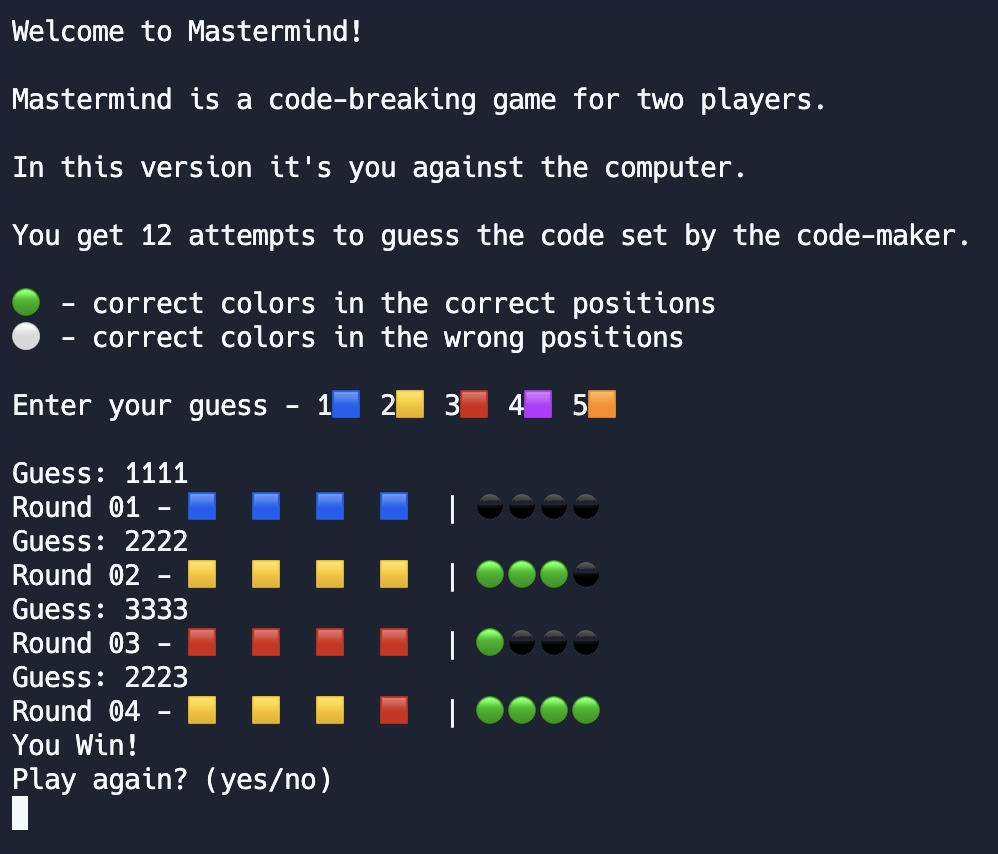 Welcome to Mastermind!
Mastermind is a code-breaking game for two players.
In this version it's you against the computer.
You get 12 attempts to guess the code set by the code-maker.
🟢 - correct colors in the correct positions
⚪ - correct colors in the wrong positions
Enter your guess - 1🟦 2🟨 3🟥 4🟪 5🟧
Guess: 1111
Round 01 - 🟦 🟦 🟦 🟦 | ⚫⚫⚫⚫
Guess: 2222
Round 02 - 🟨 🟨 🟨 🟨 | 🟢🟢🟢⚫
Guess: 3333
Round 03 - 🟥 🟥 🟥 🟥 | 🟢⚫⚫⚫
Guess: 2223
Round 04 - 🟨 🟨 🟨 🟥 | 🟢🟢🟢🟢
You Win!
Play again? (yes/no)